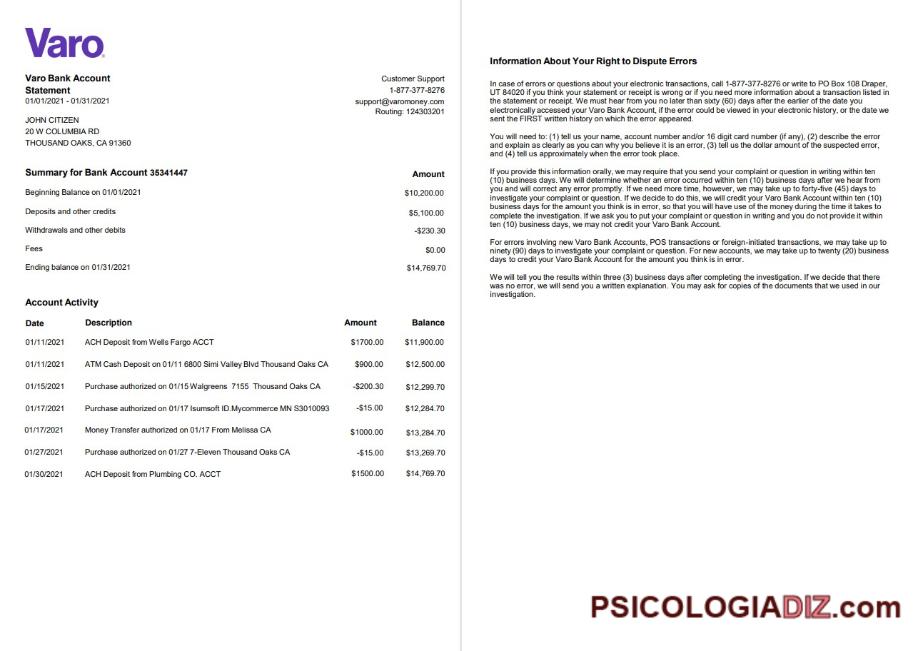 Varo
Varo Bank Account
Statement
01/01/2021 - 01/31/2021
Customer Support
1-877-377-8276
support@varomoney.com
Routing: 124303201
JOHN CITIZEN
20 W COLUMBIA RD
THOUSAND OAKS, CA 91360
Summary for Bank Account 35341447 Amount
Beginning Balance on 01/01/2021 $10,200.00
Deposits and other credits $5,100.00
Withdrawals and other debits -$230.30
Fees $0.00
Ending balance on 01/31/2021 $14,769.70
Account Activity
Date Description Amount Balance
01/11/2021 ACH Deposit from Wells Fargo ACCT $1700.00 $11,900.00
01/11/2021 ATM Cash Deposit on 01/11 6800 Simi Valley Blvd Thousand Oaks CA $900.00 $12,500.00
01/15/2021 Purchase authorized on 01/15 Walgreens 7155 Thousand Oaks CA -$200.30 $12,299.70
01/17/2021 Purchase authorized on 01/17 Isumsoft ID.Mycommerce MN S3010093 -$15.00 $12,284.70
01/17/2021 Money Transfer authorized on 01/17 From Melissa CA $1000.00 $13,284.70
01/27/2021 Purchase authorized on 01/27 7-Eleven Thousand Oaks CA -$15.00 $13,269.70
01/30/2021 ACH Deposit from Plumbing CO. ACCT $1500.00 $14,769.70
Information About Your Right to Dispute Errors
In case of errors or questions about your electronic transactions, call 1-877-377-8276 or write to PO Box 108 Draper,
UT 84020 if you think your statement or receipt is wrong or if you need more information about a transaction listed in
the statement or receipt. We must hear from you no later than sixty (60) days after the earlier of the date you
electronically accessed your Varo Bank Account, if the error could be viewed in your electronic history, or the date we
sent the FIRST written history on which the error appeared.
You will need to: (1) tell us your name, account number and/or 16 digit card number (if any), (2) describe the error
and explain as clearly as you can why you believe it is an error, (3) tell us the dollar amount of the suspected error,
and (4) tell us approximately when the error took place.
If you provide this information orally, we may require that you send your complaint or question in writing within ten
(10) business days. We will determine whether an error occurred within ten (10) business days after we hear from
you and will correct any error promptly. If we need more time, however, we may take up to forty-five (45) days to
investigate your complaint or question. If we decide to do this, we will credit your Account within ten (10)
business days for the amount you think is in error, so that you will have use of the money during the time it takes to
complete the investigation. If we ask you to put your complaint or question in writing and you do not provide it within
ten (10) business days, we may not credit your Varo Bank Account.
For errors involving new Varo Bank Accounts, POS transactions or foreign-initiated transactions, we may take up to
ninety (90) days to investigate your complaint or question. For new accounts, we may take up to twenty (20) business
days to credit your Varo Bank Account for the amount you think is in error.
We will tell you the results within three (3) business days after completing the investigation. If we decide that there
was no error, we will send you a written explanation. You may ask for copies of the documents that we used in our
investigation.
PSICOLOGIADIZ.com